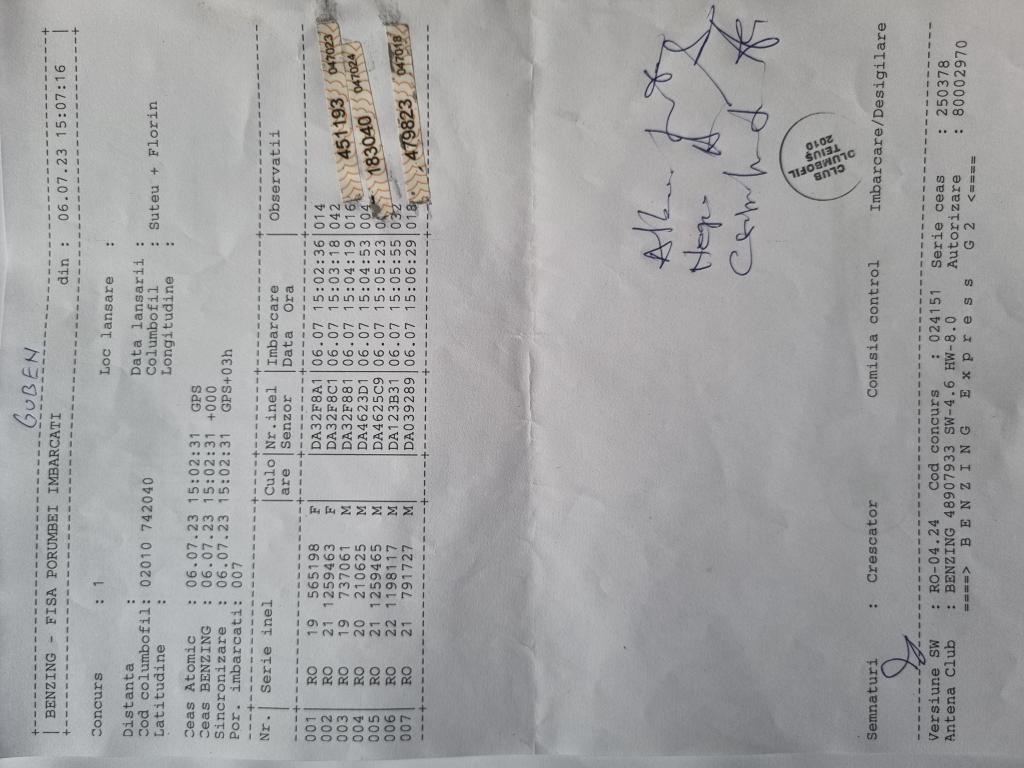 GUBEN
| BENZING - FISA PORUMBEI IMBARCATI din : 06.07.23 15:07:16 |
Concurs : 1 Loc lansare :
Distanta : Data lansarii :
Cod columbofil: 02010 742040 Columbofil : Suteu + Florin
Latitudine : Longitudine :
Ceas Atomic : 06.07.23 15:02:31 GPS
Ceas BENZING : 06.07.23 15:02:31 +000
Sincronizare : 06.07.23 15:02:31 GPS+03h
Por. imbarcati: 007
Nr.| Serie inel |Culo|Nr.inel |Imbarcare | Observatii
are |Senzor |Data Ora
001 | RO 19 565198 F | |DA32F8A1|06.07 15:02:36|014
002 | RO 21 1259463 F | |DA32F8C1|06.07 15:03:18|042
003 | RO 19 737061 M | |DA32F881|06.07 15:04:19|016
004 | RO 20 210625 M | |DA4623B1|06.07 15:04:53|004
005 | RO 21 1259465 M | |DA4625C9|06.07 15:05:23
006 | RO 22 1198117 M | |DA123B31|06.07 15:05:55|032
007 | RO 21 791727 M | |DA039289|06.07 15:06:29|018
451193 047023
183040 047024
479823 047018
CLUB
COLUMBOFIL
TEIUȘ
2010
Semnaturi : Crescator Comisia control Imbarcare/Desigilare
Versiune SW : RO-04.24 Cod concurs : 024151 Serie ceas : 250378
Antena Club : BENZING 48907933 SW-4.6 HW-8.0 Autorizare : 80002970
====> B E N Z I N G E x p r e s s G 2 <====